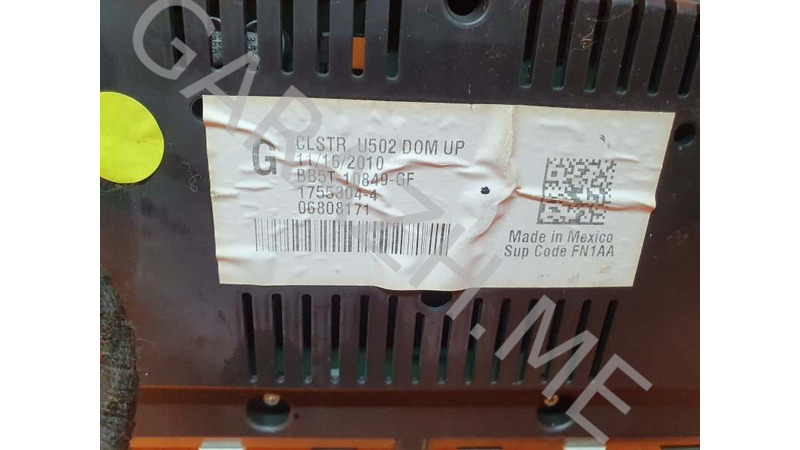 G
CLSTR, U502 DOM UP
11/16/2010
BB5T-10849-GF
1755304-4
06808171
Made in Mexico
Sup Code FN1AA
GARAZH.ME